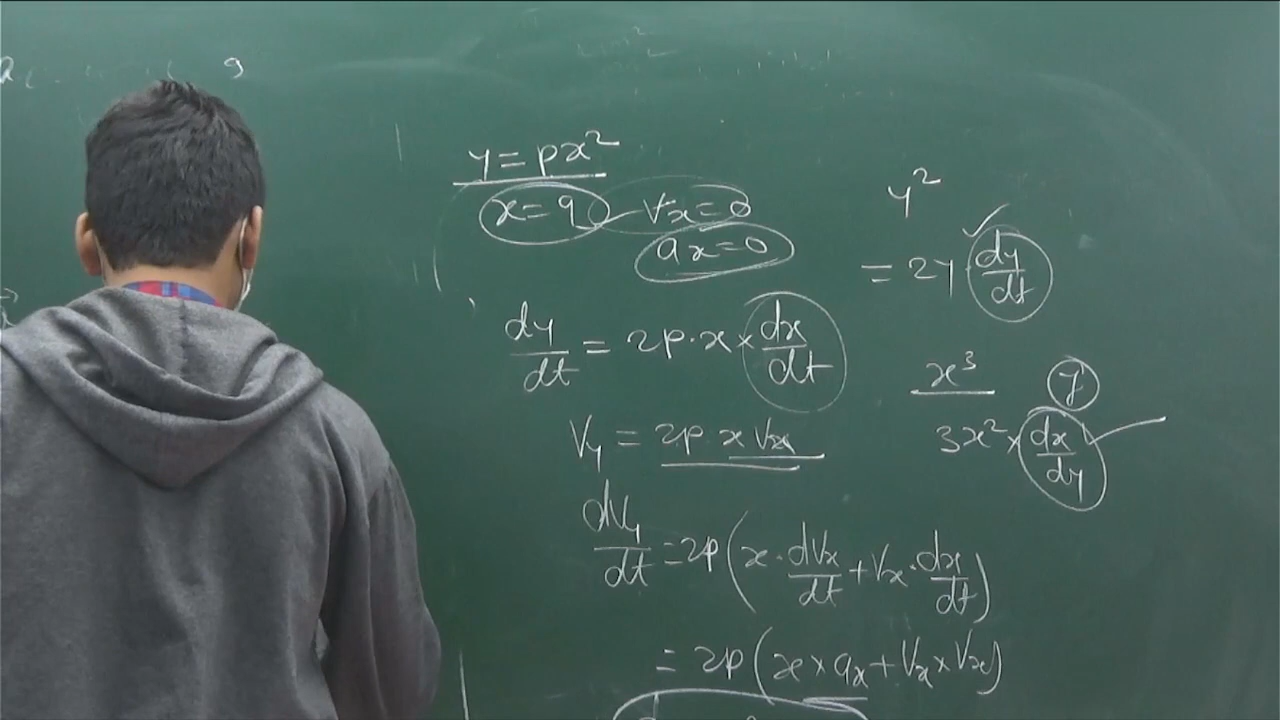 y = px²
x = 9 Vx = 8
ax = 0
dy/dt = 2p · x × dx/dt
Vy = 2p · x Vx
dVy/dt = 2p (x · dVx/dt + Vx · dx/dt)
= 2p (x × ax + Vx × Vx)
y²
= 2y dy/dt
x³ y
3x² × dx/dy